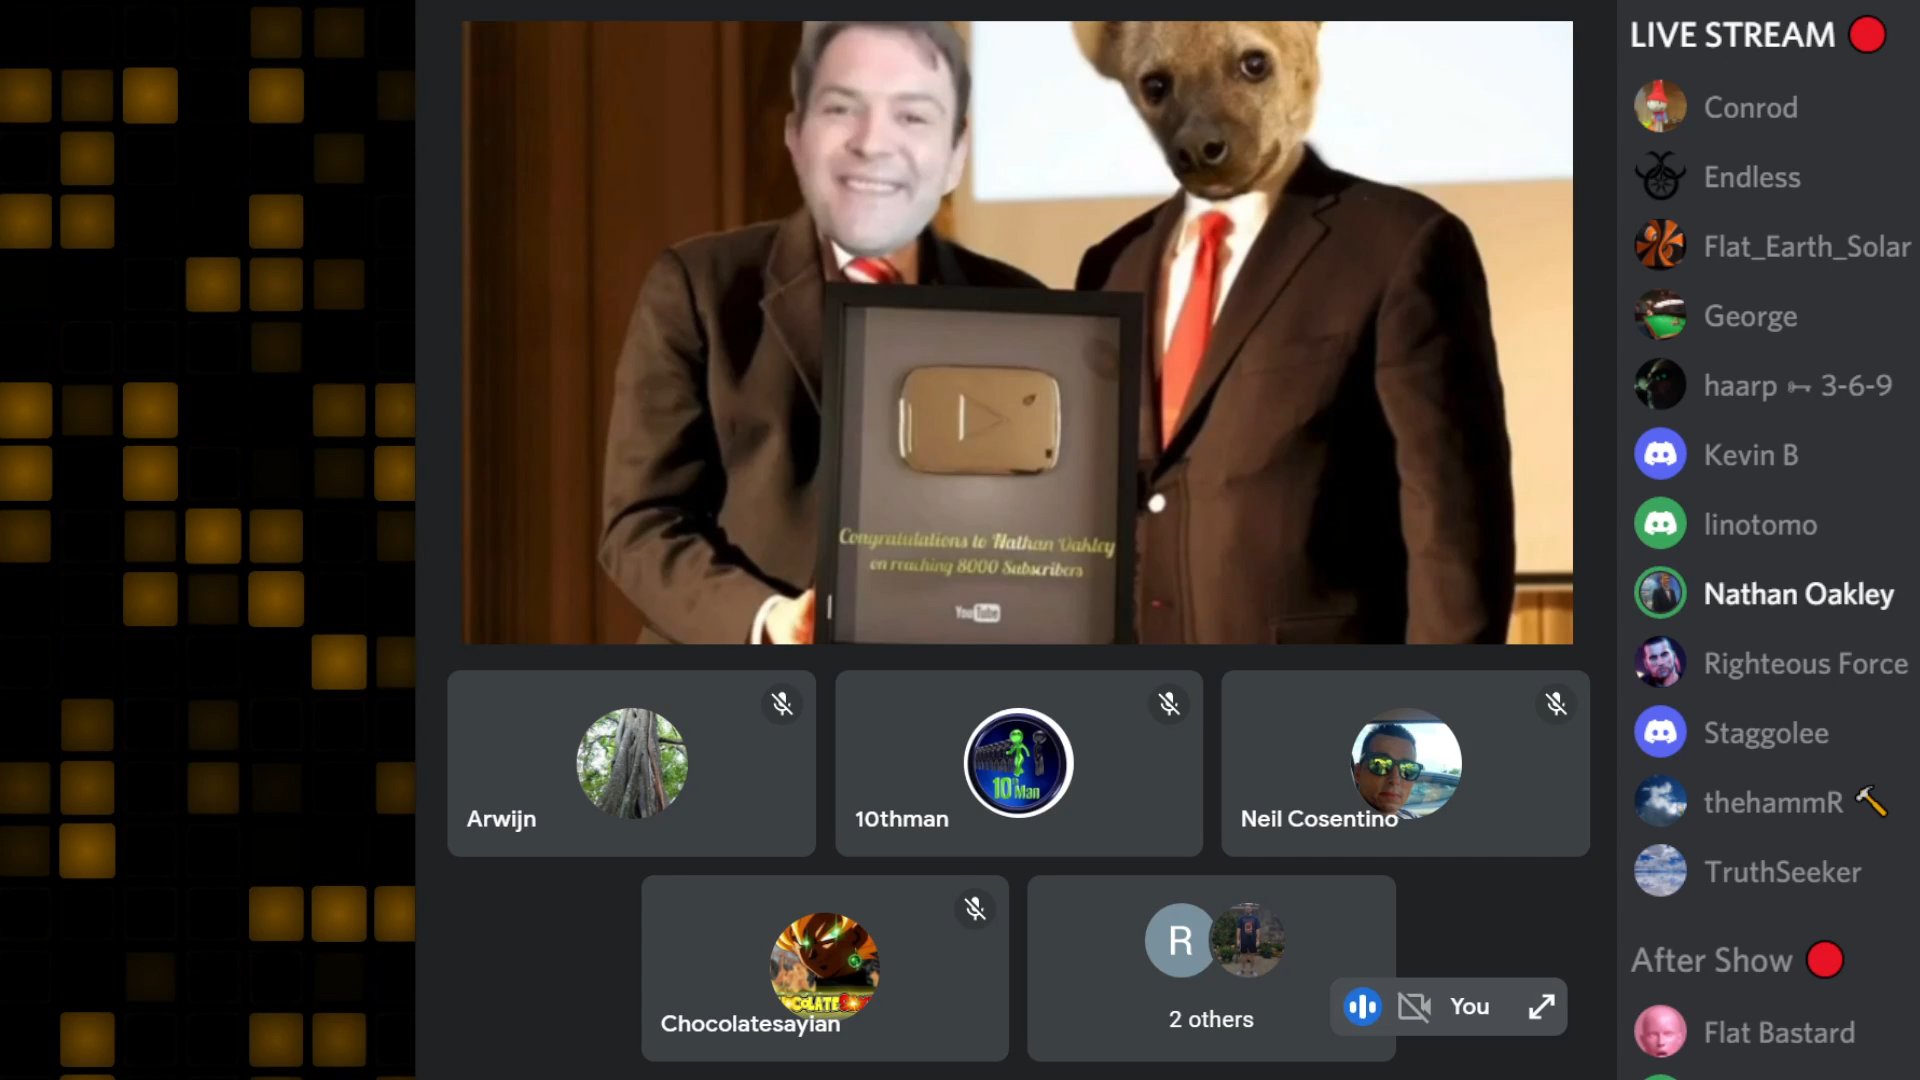 LIVE STREAM
Conrod
Endless
Flat_Earth_Solar
George
haarp 3-6-9
Kevin B
linotomo
Nathan Oakley
Righteous Force
Staggolee
thehammR
TruthSeeker
After Show
Flat Bastard
Congratulations to Nathan Oakley
on reaching 8000 Subscribers
YouTube
Arwijn
10th
Man
10thman
Neil Cosentino
Chocolatesayian
R
2 others
You